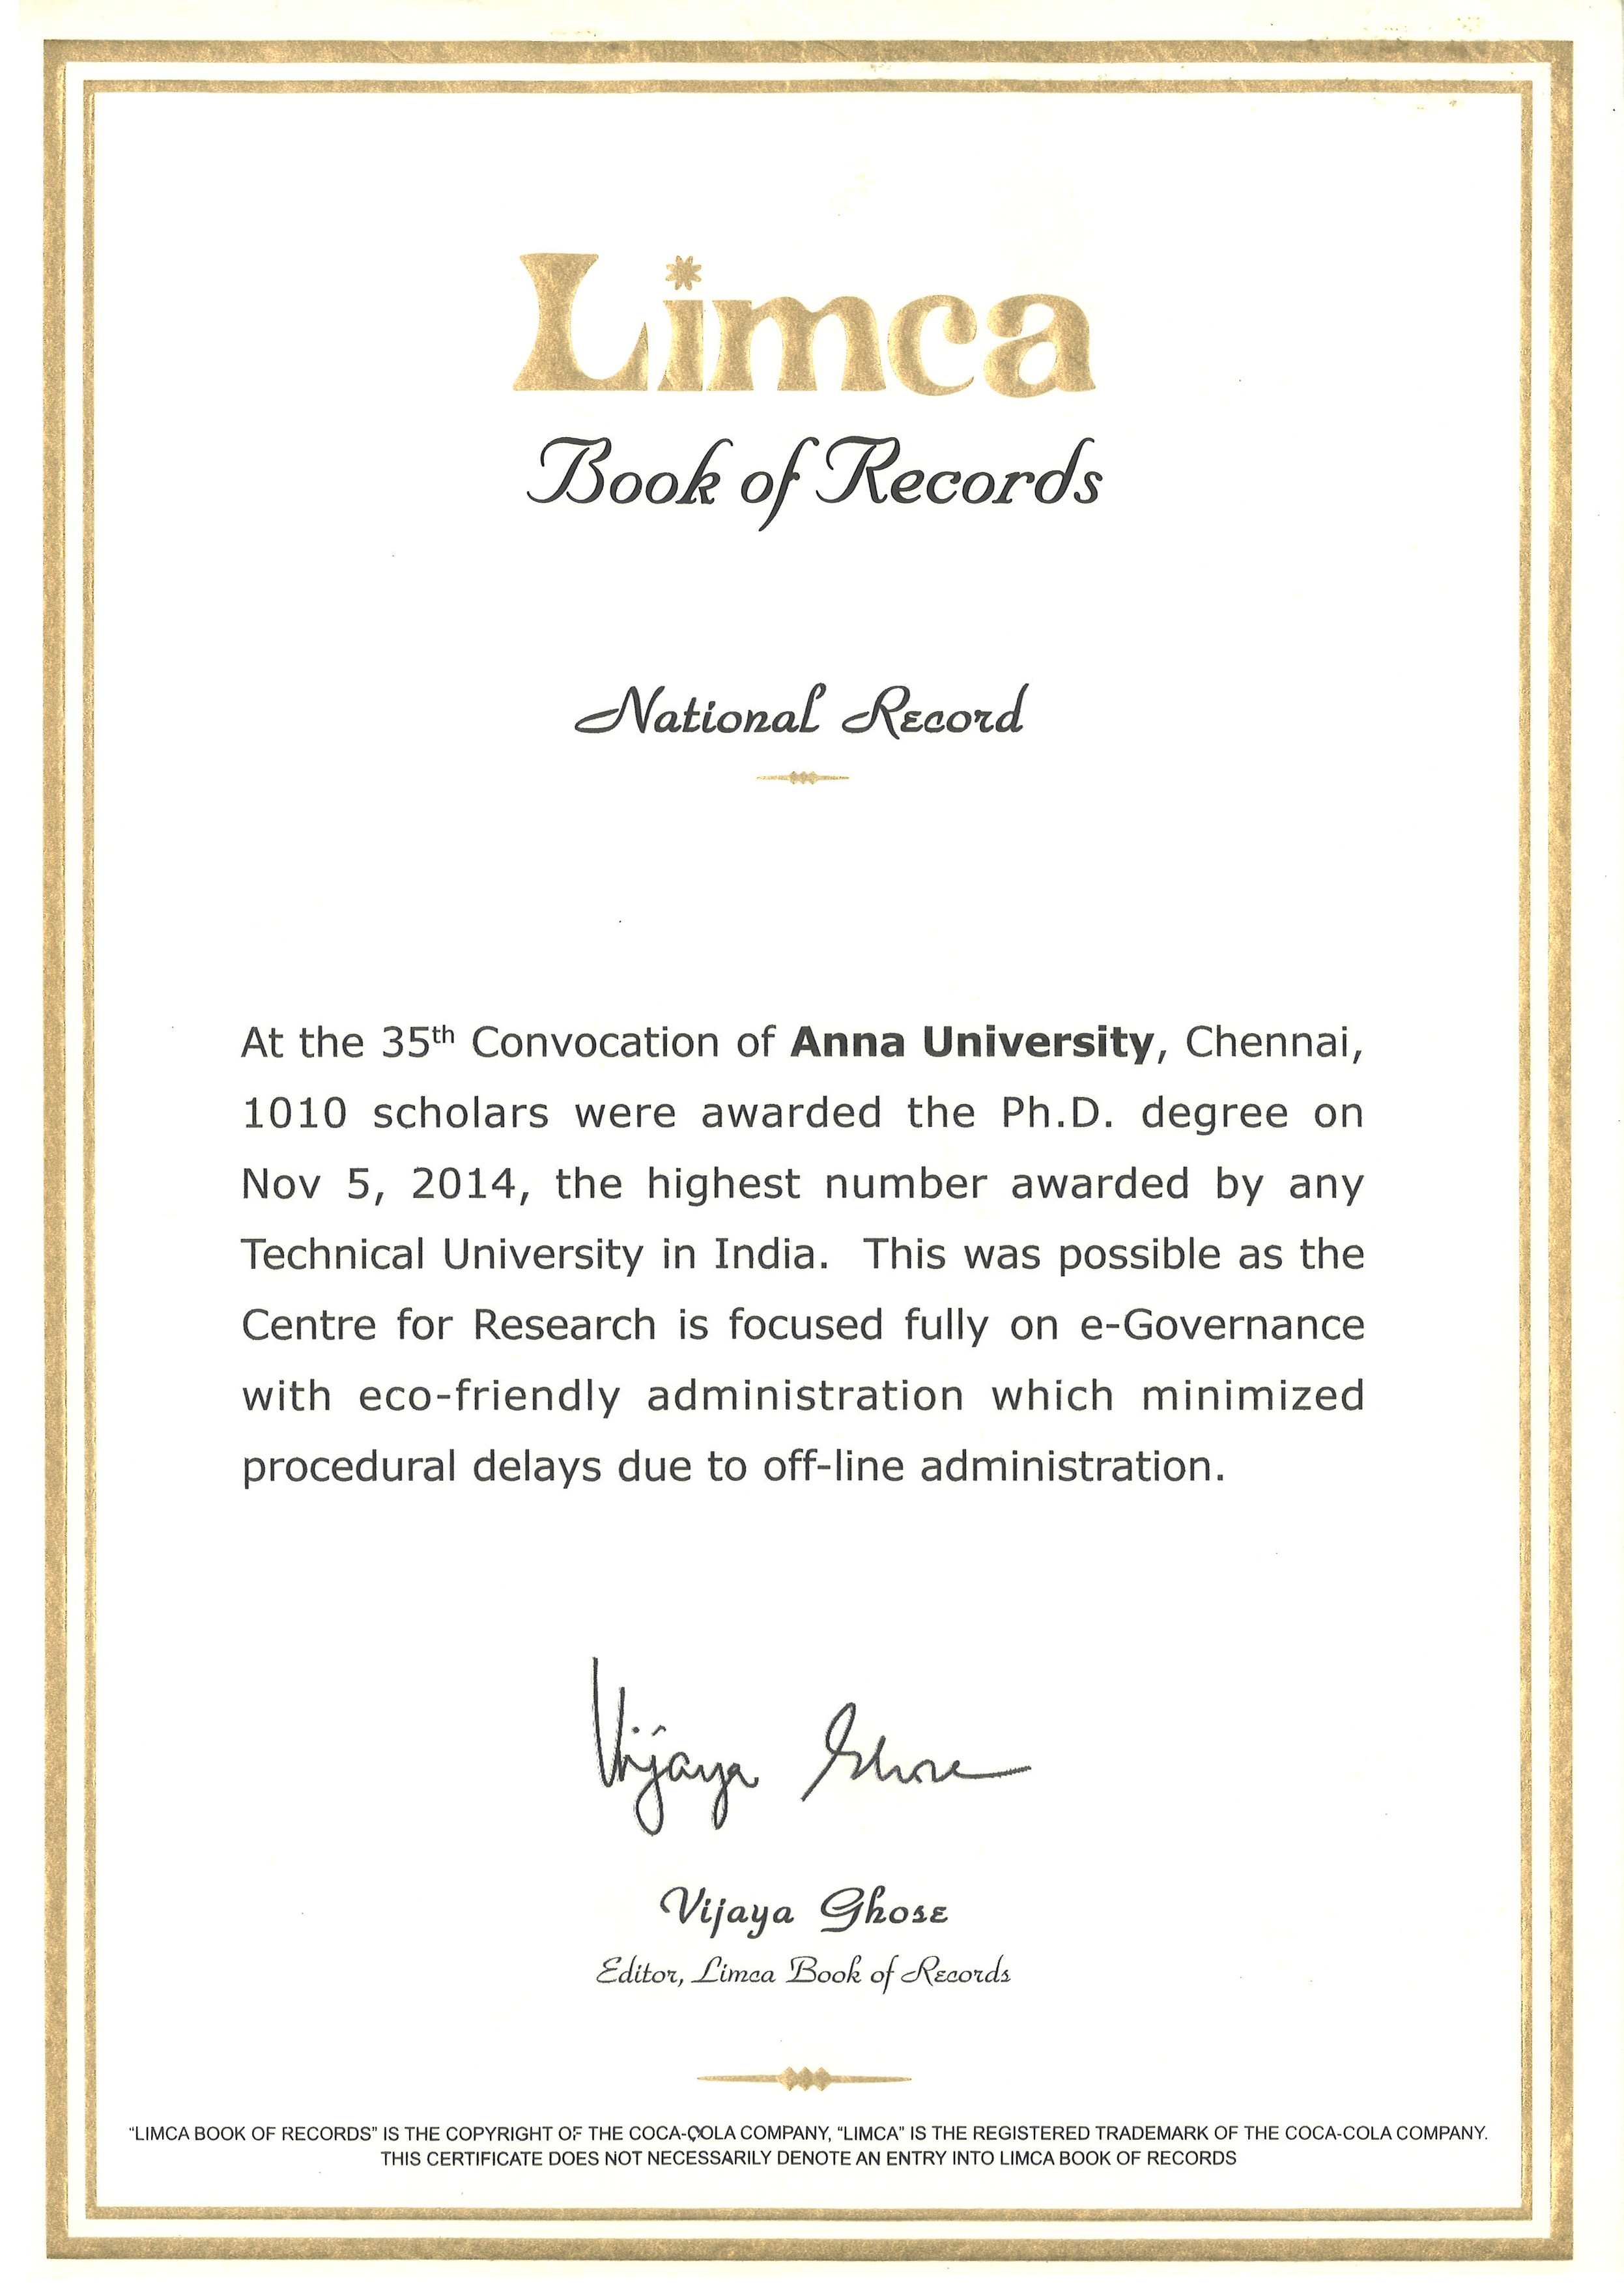 Limca
Book of Records
National Record
At the 35th Convocation of Anna University, Chennai,
1010 scholars were awarded the Ph.D. degree on
Nov 5, 2014, the highest number awarded by any
Technical University in India. This was possible as the
Centre for Research is focused fully on e-Governance
with eco-friendly administration which minimized
procedural delays due to off-line administration.
Vijaya Ghose
Vijaya Ghose
Editor, Limca Book of Records
“LIMCA BOOK OF RECORDS” IS THE COPYRIGHT OF THE COCA-COLA COMPANY, “LIMCA” IS THE REGISTERED TRADEMARK OF THE COCA-COLA COMPANY.
THIS CERTIFICATE DOES NOT NECESSARILY DENOTE AN ENTRY INTO LIMCA BOOK OF RECORDS